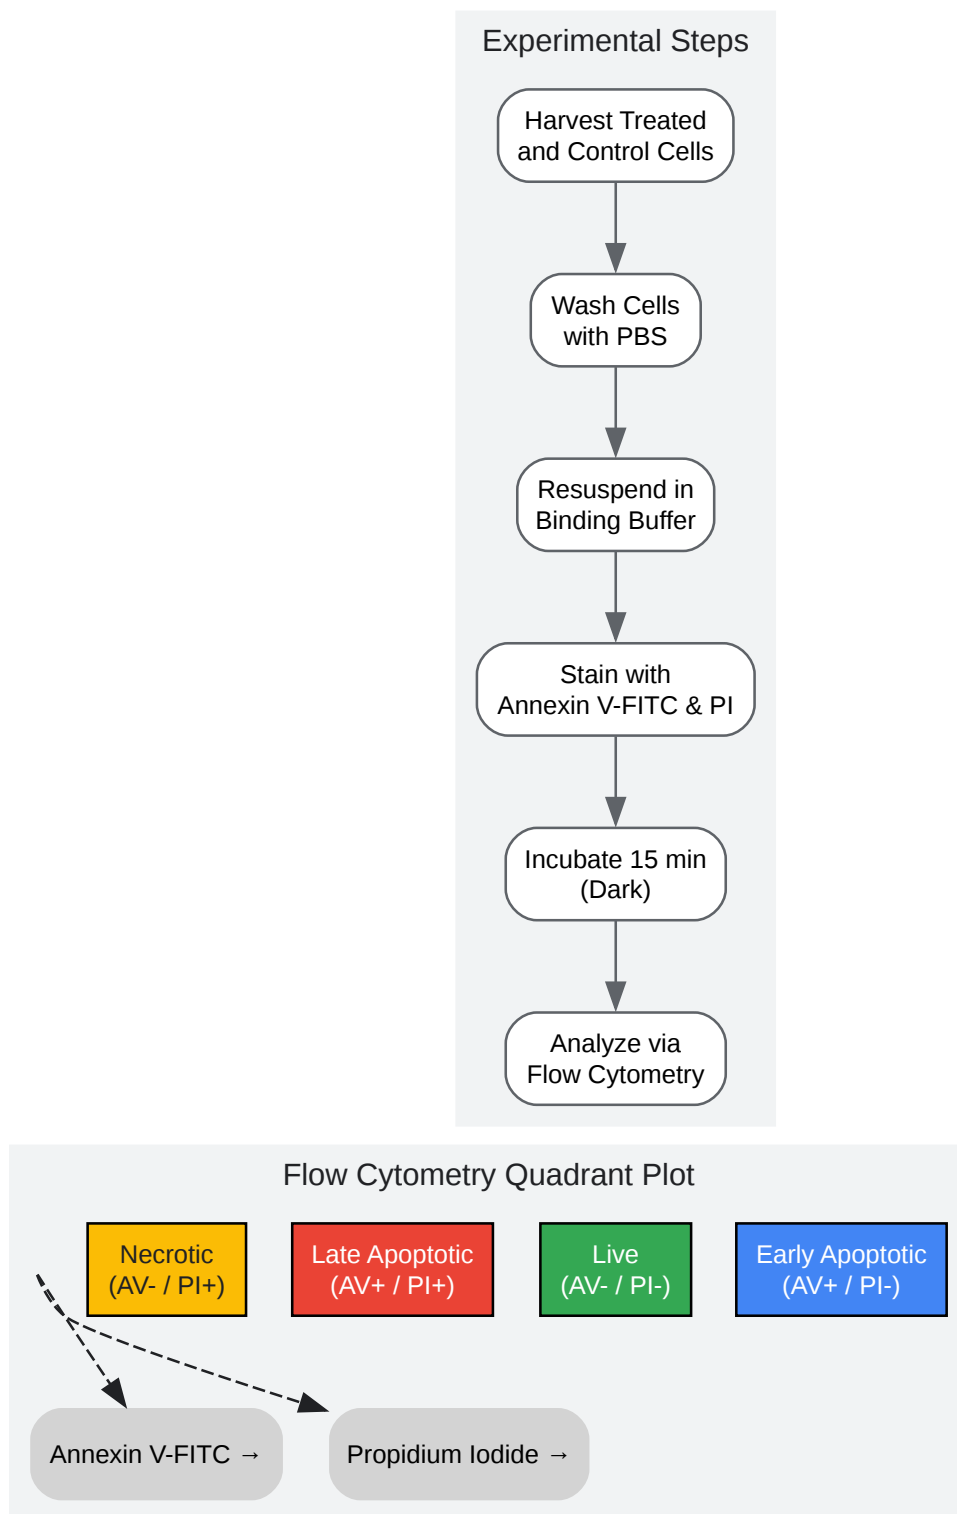 Experimental Steps
Harvest Treated
and Control Cells
Wash Cells
with PBS
Resuspend in
Binding Buffer
Stain with
Annexin V-FITC & PI
Incubate 15 min
(Dark)
Analyze via
Flow Cytometry
Flow Cytometry Quadrant Plot
Necrotic
(AV- / PI+)
Late Apoptotic
(AV+ / PI+)
Live
(AV- / PI-)
Early Apoptotic
(AV+ / PI-)
Annexin V-FITC →
Propidium Iodide →